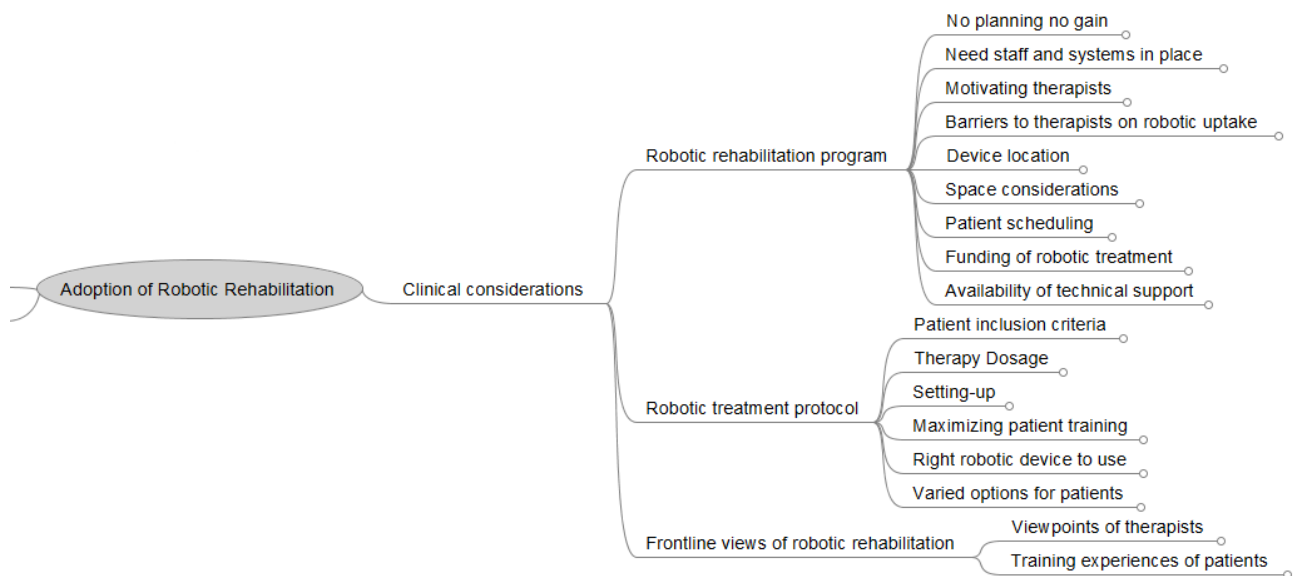 No planning no gain
Need staff and systems in place
Motivating therapists
Barriers to therapists on robotic uptake
Robotic rehabilitation program
Device location
Space considerations
Patient scheduling
Funding of robotic treatment
Adoption of Robotic Rehabilitation
Clinical considerations
Availability of technical support
Patient inclusion criteria
Therapy Dosage
Setting-up
Robotic treatment protocol
Maximizing patient training
Right robotic device to use
Varied options for patients
Viewpoints of therapists
Frontline views of robotic rehabilitation
Training experiences of patients